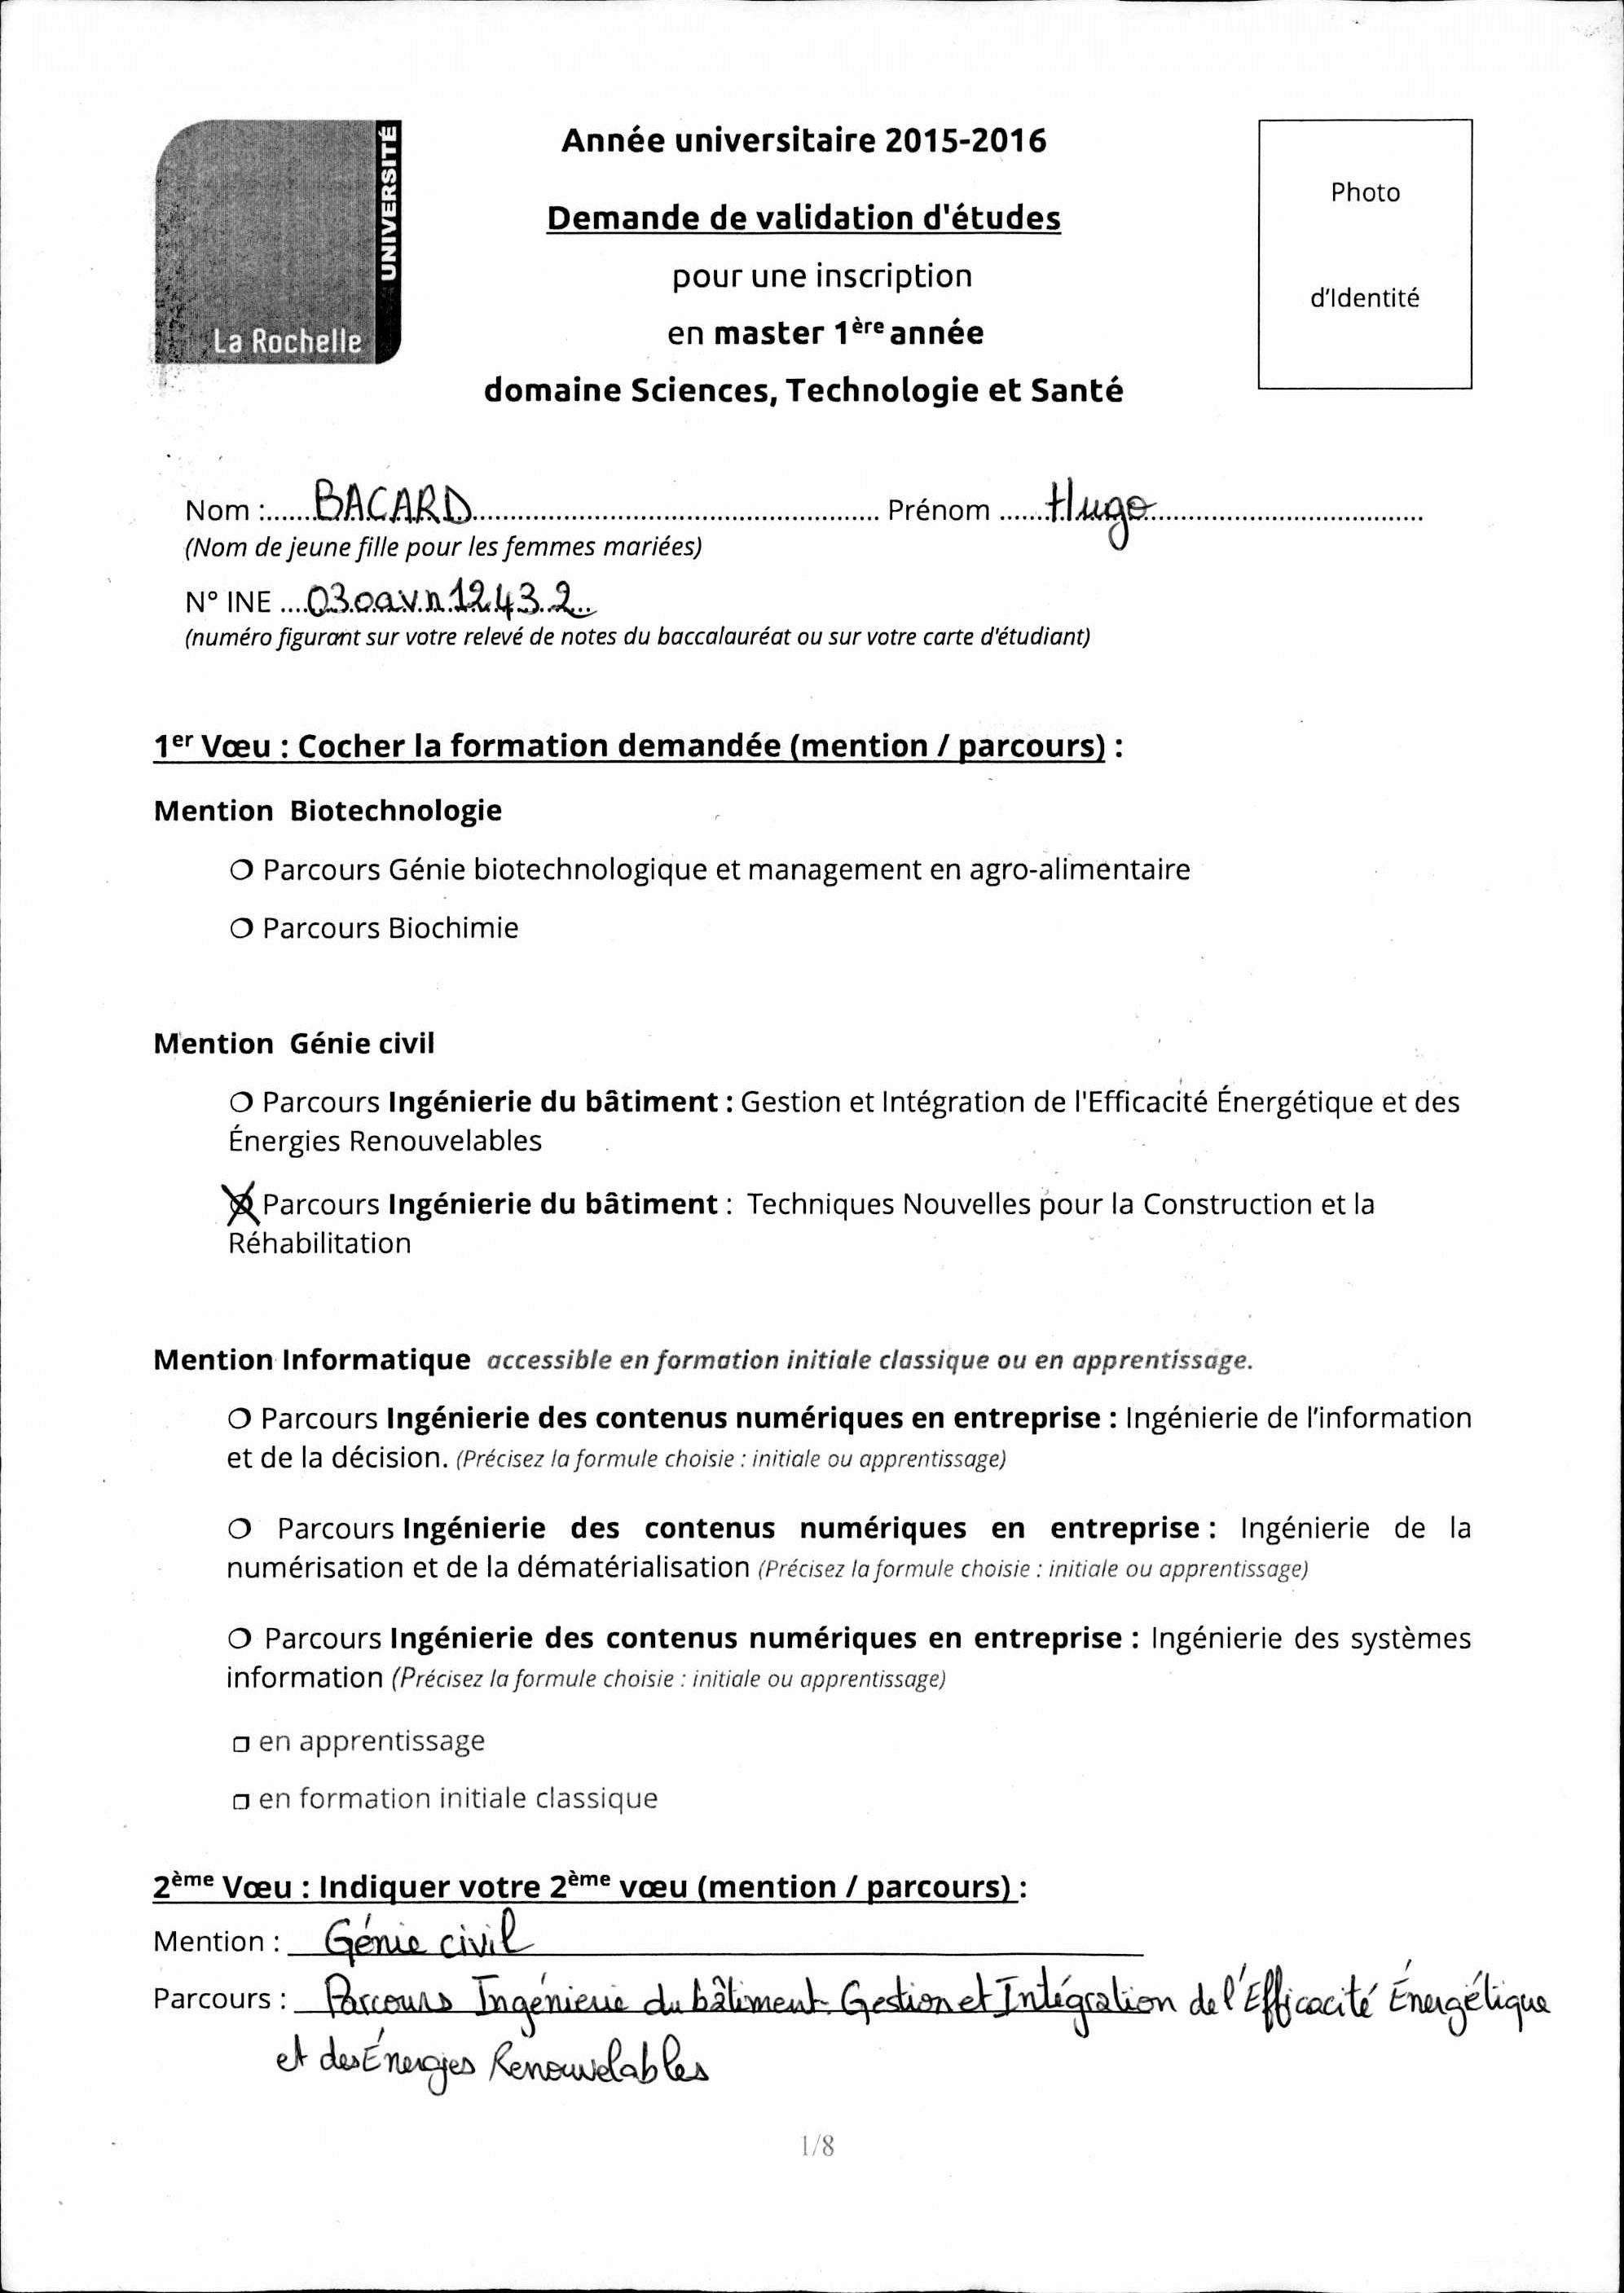 UNIVERSITÉ
La Rochelle
Année universitaire 2015-2016
Demande de validation d'études
pour une inscription
en master 1ère année
domaine Sciences, Technologie et Santé
Photo
d'Identité
Nom :......BACARD.................................................... Prénom ......Hugo..................................
(Nom de jeune fille pour les femmes mariées)
N° INE ....030avn12432..
(numéro figurant sur votre relevé de notes du baccalauréat ou sur votre carte d'étudiant)
1er Vœu : Cocher la formation demandée (mention / parcours) :
Mention Biotechnologie
O Parcours Génie biotechnologique et management en agro-alimentaire
O Parcours Biochimie
Mention Génie civil
O Parcours Ingénierie du bâtiment : Gestion et Intégration de l'Efficacité Énergétique et des
Énergies Renouvelables
X Parcours Ingénierie du bâtiment : Techniques Nouvelles pour la Construction et la
Réhabilitation
Mention Informatique accessible en formation initiale classique ou en apprentissage.
O Parcours Ingénierie des contenus numériques en entreprise : Ingénierie de l'information
et de la décision. (Précisez la formule choisie : initiale ou apprentissage)
O Parcours Ingénierie des contenus numériques en entreprise : Ingénierie de la
numérisation et de la dématérialisation (Précisez la formule choisie : initiale ou apprentissage)
O Parcours Ingénierie des contenus numériques en entreprise : Ingénierie des systèmes
information (Précisez la formule choisie : initiale ou apprentissage)
□ en apprentissage
□ en formation initiale classique
2ème Vœu : Indiquer votre 2ème vœu (mention / parcours) :
Mention : Génie civil
Parcours : Parcours Ingénierie du bâtiment. Gestion et Intégration de l'Efficacité Énergétique
et des Énergies Renouvelables
1/8